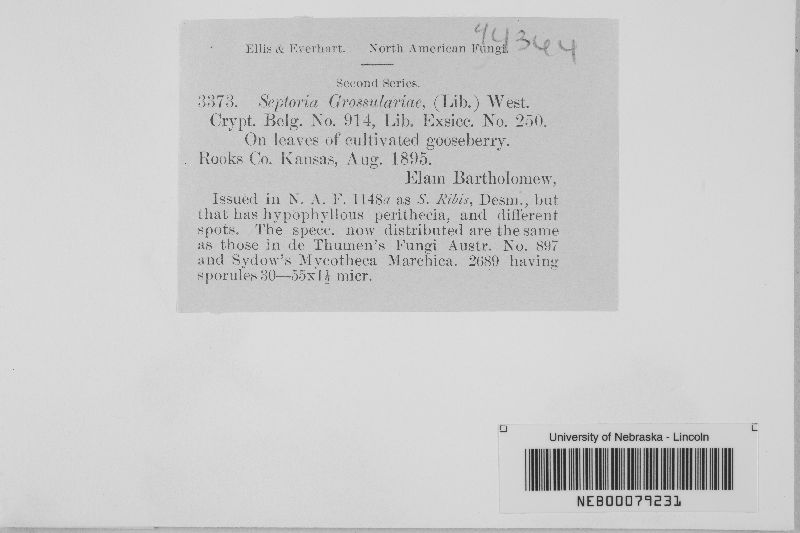 44344
Ellis & Everhart. North American Fungi.
Second Series.
3373. Septoria Grossulariae, (Lib.) West.
Crypt. Belg. No. 914, Lib. Exsicc. No. 250.
On leaves of cultivated gooseberry.
Rooks Co. Kansas, Aug. 1895.
Elam Bartholomew,
Issued in N. A. F. 1148a as S. Ribis, Desm., but
that has hypophyllous perithecia, and different
spots. The spece. now distributed are the same
as those in de Thumen's Fungi Austr. No. 897
and Sydow's Mycotheca Marchica. 2689 having
sporules 30—55x1½ micr.
University of Nebraska - Lincoln
NEB00079231